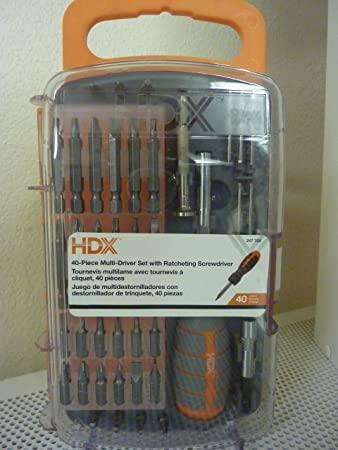 HDX
HDX
40-Piece Multi-Driver Set with Ratcheting Screwdriver
Tournevis multilame avec tournevis à
cliquet, 40 pièces
Juego de multidestornilladores con
destornillador de trinquete, 40 piezas
40
HDX